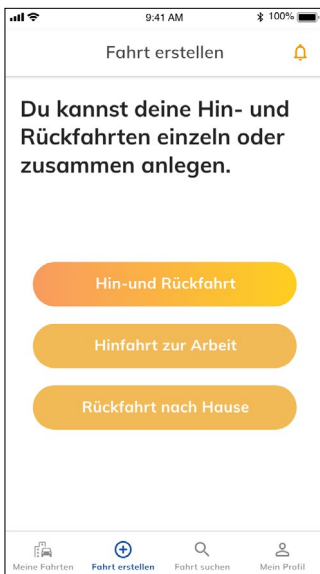 9:41 AM 100%
Fahrt erstellen
Du kannst deine Hin- und
Rückfahrten einzeln oder
zusammen anlegen.
Hin-und Rückfahrt
Hinfahrt zur Arbeit
Rückfahrt nach Hause
Meine Fahrten Fahrt erstellen Fahrt suchen Mein Profil